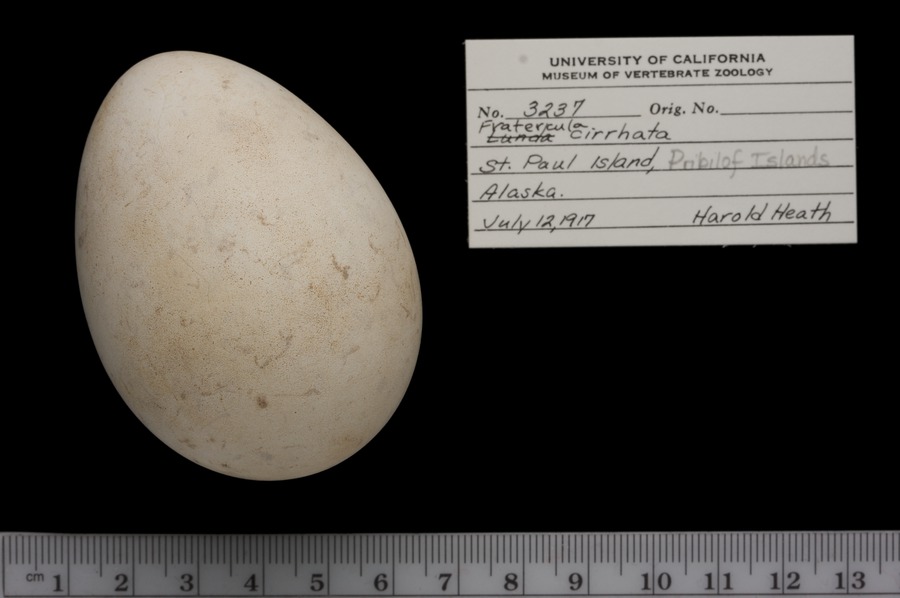 UNIVERSITY OF CALIFORNIA
MUSEUM OF VERTEBRATE ZOOLOGY
No. 3237 Orig. No.
Fratercula
Lunda cirrhata
St. Paul Island, Pribilof Islands
Alaska.
July 12, 1917 Harold Heath
cm 1 2 3 4 5 6 7 8 9 10 11 12 13